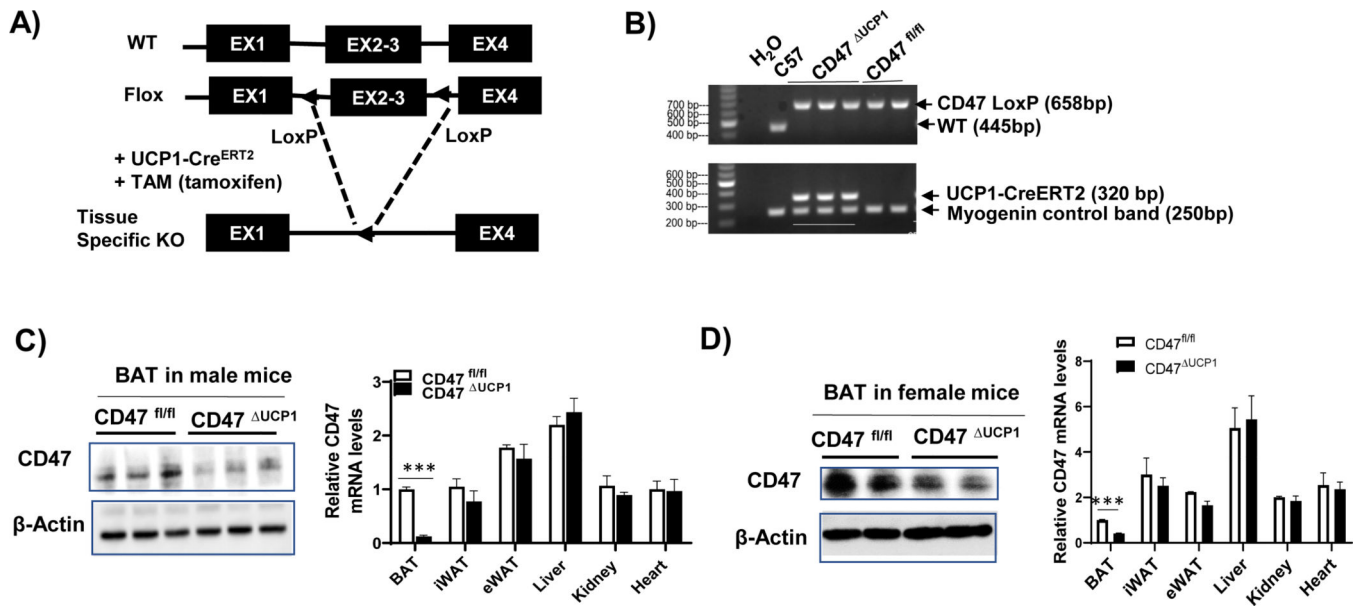 A)
WT
EX1 EX2-3 EX4
Flox
EX1 EX2-3 EX4
LoxP LoxP
+ UCP1-CreERT2
+ TAM (tamoxifen)
Tissue
Specific KO
EX1 EX4
B)
H2O
C57
CD47 ΔUCP1
CD47 fl/fl
700 bp---
600 bp---
500 bp---
400 bp---
CD47 LoxP (658bp)
WT (445bp)
600 bp---
500 bp---
400 bp---
300 bp---
200 bp---
UCP1-CreERT2 (320 bp)
Myogenin control band (250bp)
C)
BAT in male mice
CD47 fl/fl CD47 ΔUCP1
CD47
β-Actin
Relative CD47
mRNA levels
3
2
1
0
CD47 fl/fl
CD47 ΔUCP1
***
BAT
iWAT
eWAT
Liver
Kidney
Heart
D)
BAT in female mice
CD47 fl/fl CD47 ΔUCP1
CD47
β-Actin
Relative CD47 mRNA levels
8
6
4
2
0
CD47fl/fl
CD47ΔUCP1
***
BAT
iWAT
eWAT
Liver
Kidney
Heart